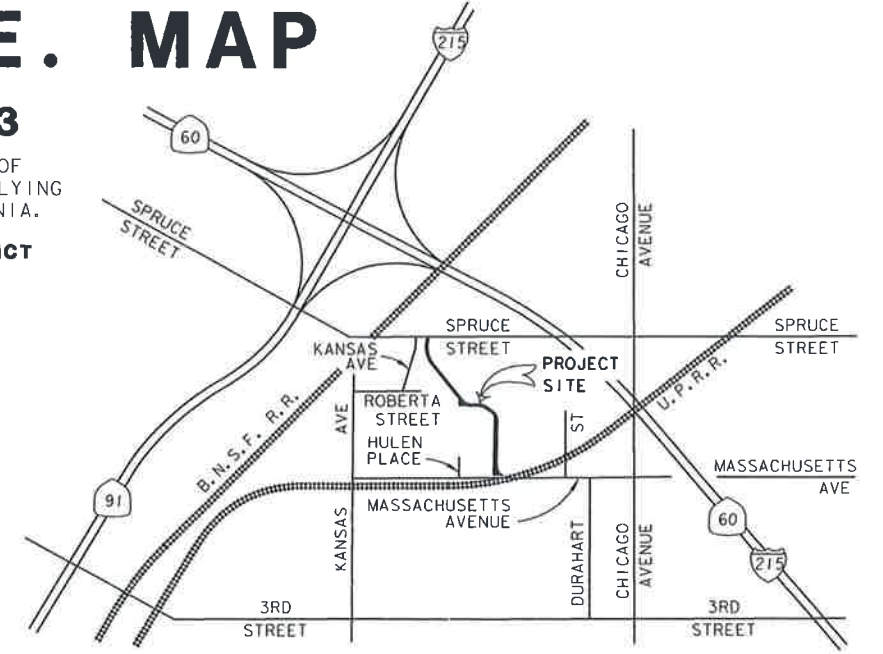 E. MAP
3
OF
LYING
NIA.
ICT
215
60
SPRUCE
STREET
CHICAGO
AVENUE
SPRUCE
STREET
SPRUCE
STREET
KANSAS
AVE
PROJECT
SITE
U.P.R.R.
ROBERTA
STREET
AVE
B.N.S.F. R.R.
HULEN
PLACE
ST
MASSACHUSETTS
AVE
91
MASSACHUSETTS
AVENUE
KANSAS
DURAHART
CHICAGO
AVENUE
60
215
3RD
STREET
3RD
STREET